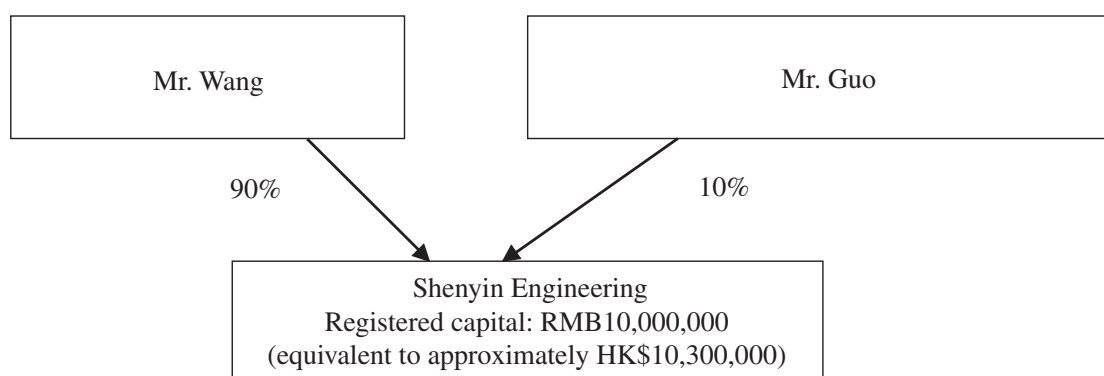 Mr. Wang
Mr. Guo
90%
10%
Shenyin Engineering
Registered capital: RMB10,000,000
(equivalent to approximately HK$10,300,000)